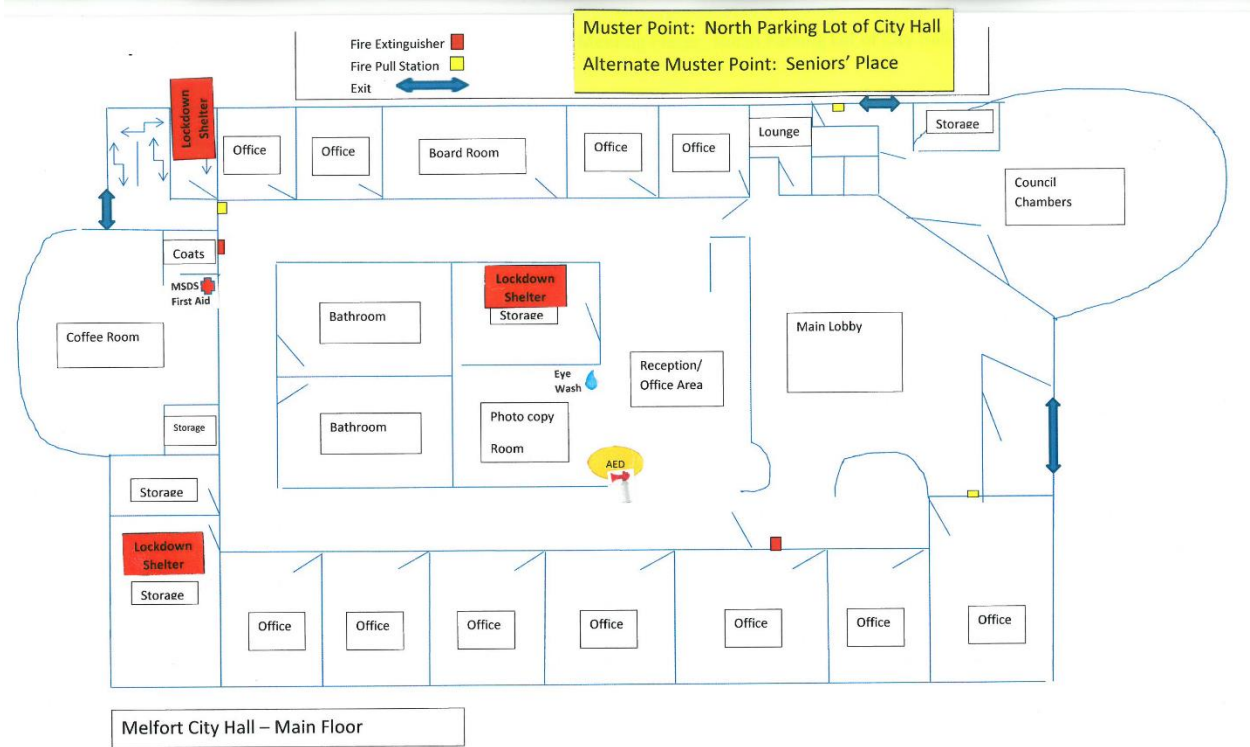 Muster Point: North Parking Lot of City Hall
Alternate Muster Point: Seniors' Place
Fire Extinguisher
Fire Pull Station
Exit
Lockdown
Shelter
Office
Office
Board Room
Office
Office
Lounge
Storage
Council
Chambers
Coats
MSDS
First Aid
Coffee Room
Storage
Bathroom
Bathroom
Lockdown
Shelter
Storage
Eye
Wash
Photo copy
Room
AED
Reception/
Office Area
Main Lobby
Storage
Lockdown
Shelter
Storage
Office
Office
Office
Office
Office
Office
Office
Melfort City Hall – Main Floor